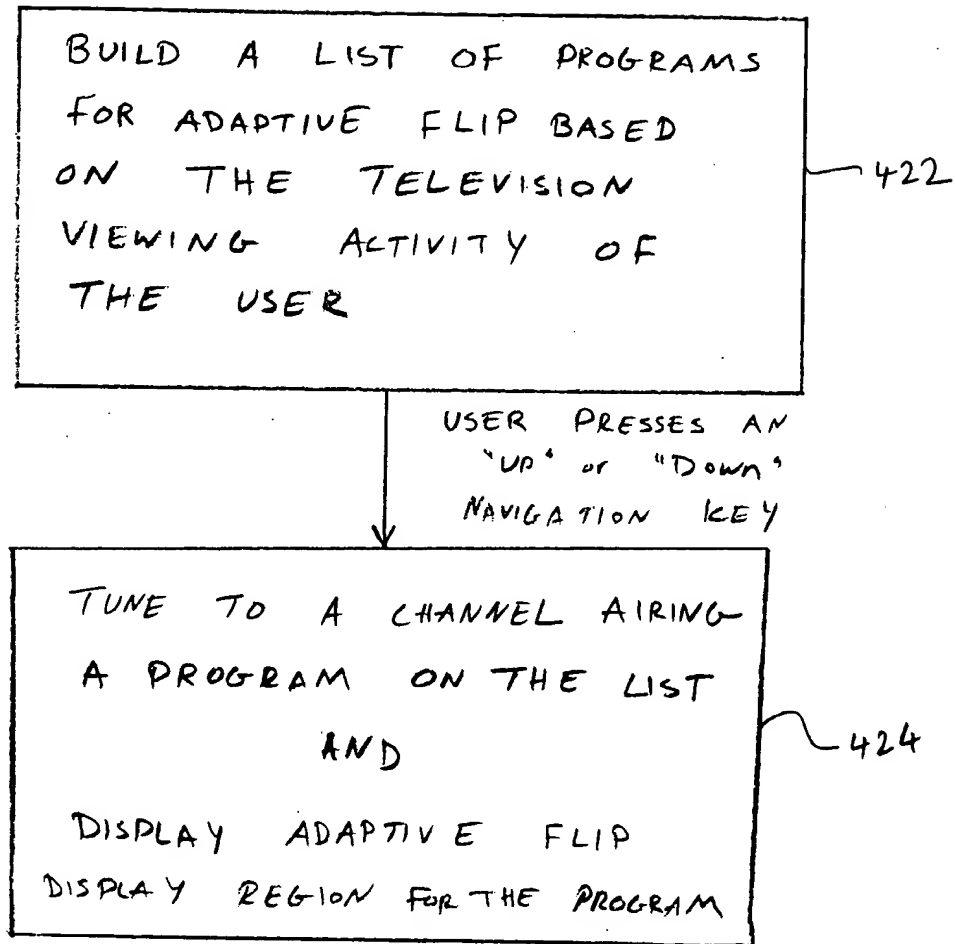 BUILD A LIST OF PROGRAMS
FOR ADAPTIVE FLIP BASED
ON THE TELEVISION
VIEWING ACTIVITY OF
THE USER
422
USER PRESSES AN
"UP" or "Down"
NAVIGATION KEY
TUNE TO A CHANNEL AIRING
A PROGRAM ON THE LIST
AND
DISPLAY ADAPTIVE FLIP
DISPLAY REGION FOR THE PROGRAM
424